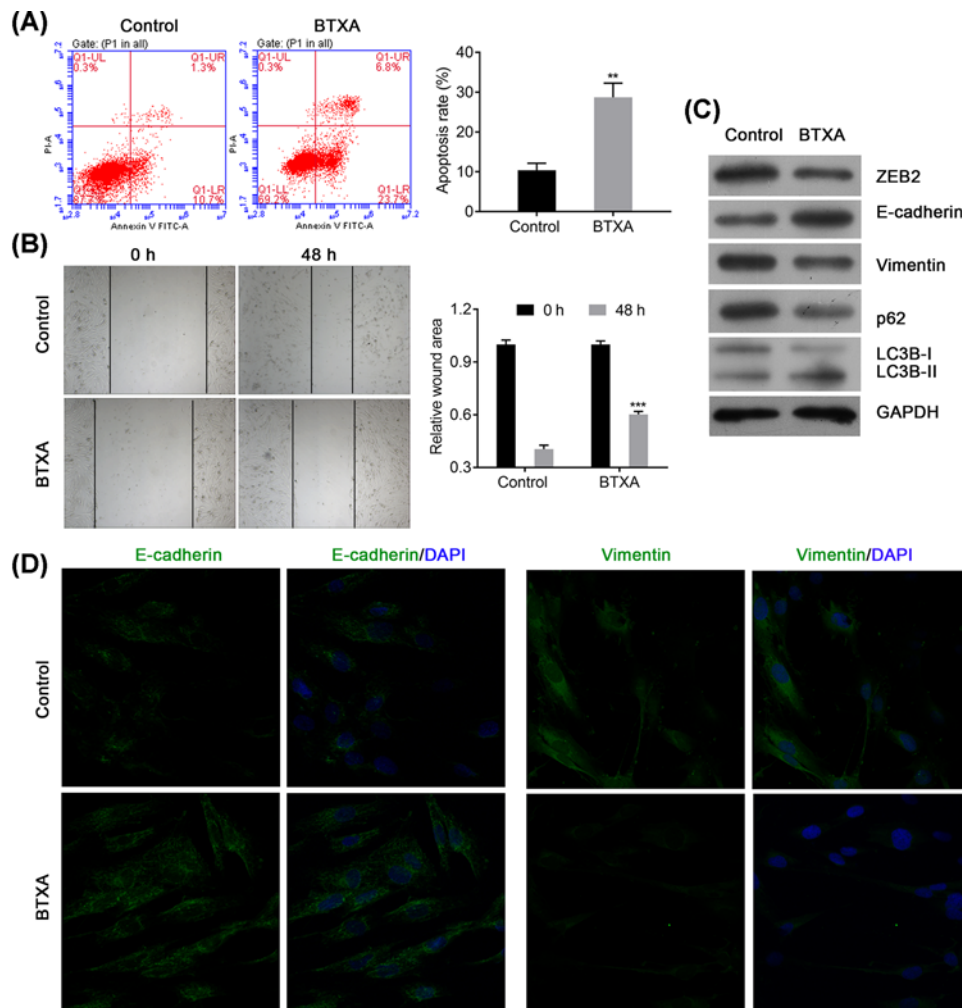 (A)
Control
BTXA
Gate: (P1 in all)
Q1-UL
0.3%
Q1-UR
1.3%
Q1-LR
10.7%
PI-A
Annexin V FITC-A
Gate: (P1 in all)
Q1-UL
0.3%
Q1-UR
6.8%
Q1-LL
69.2%
Q1-LR
23.7%
PI-A
Annexin V FITC-A
Apoptosis rate (%)
40
30
20
10
0
**
Control
BTXA
(B)
0 h
48 h
Control
BTXA
0 h
48 h
Relative wound area
1.2
0.9
0.6
0.3
***
Control
BTXA
(C)
Control BTXA
ZEB2
E-cadherin
Vimentin
p62
LC3B-I
LC3B-II
GAPDH
(D)
E-cadherin
E-cadherin/DAPI
Vimentin
Vimentin/DAPI
Control
BTXA